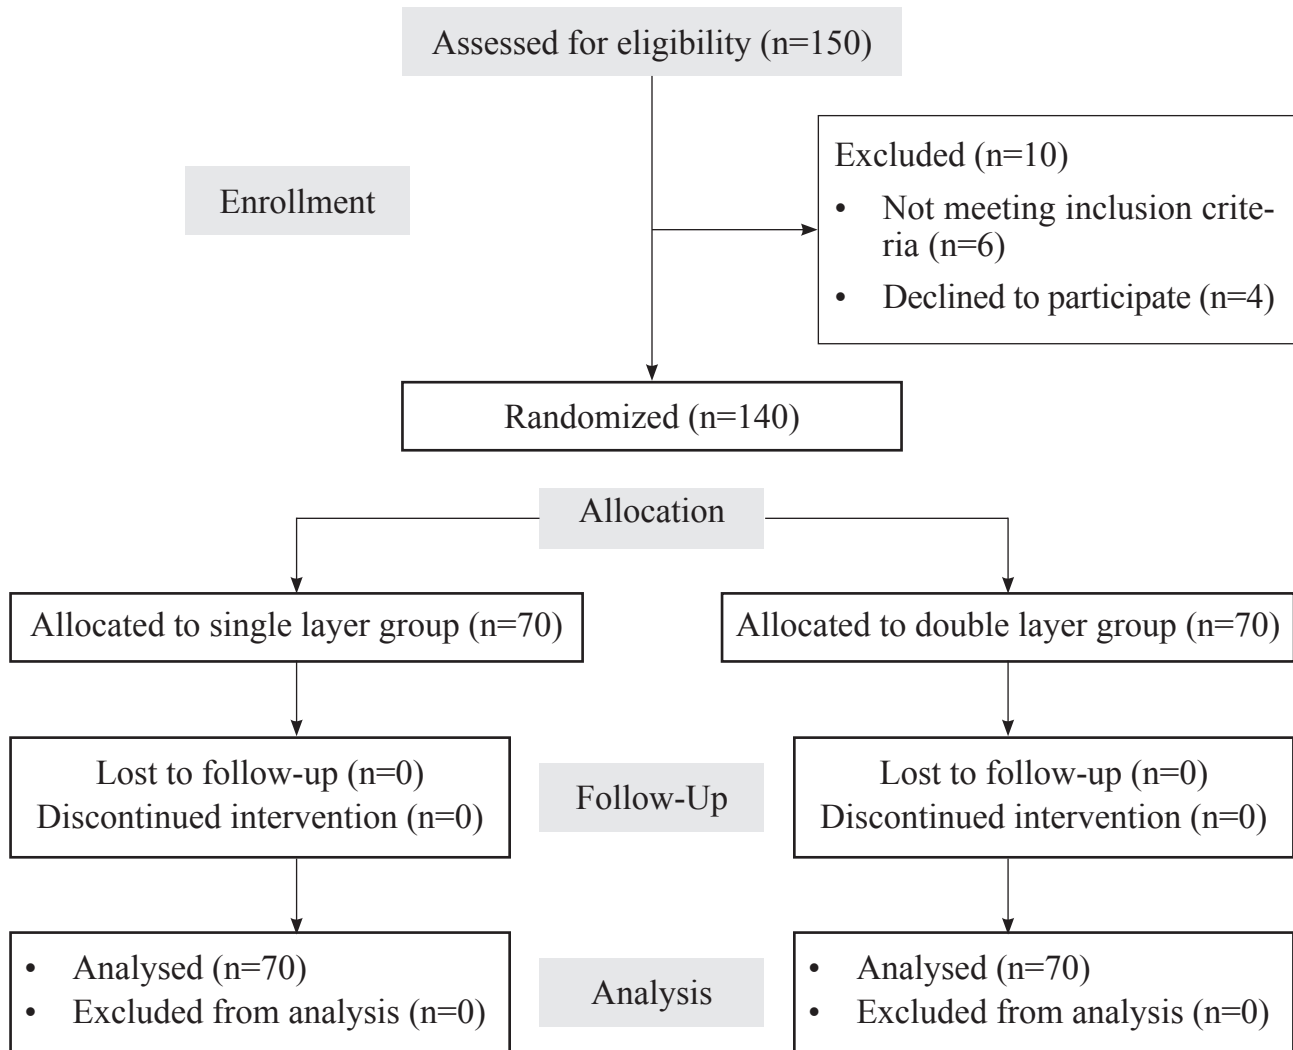 Assessed for eligibility (n=150)
Enrollment
Excluded (n=10)
• Not meeting inclusion crite-
ria (n=6)
• Declined to participate (n=4)
Randomized (n=140)
Allocation
Allocated to single layer group (n=70)
Allocated to double layer group (n=70)
Lost to follow-up (n=0)
Discontinued intervention (n=0)
Follow-Up
Lost to follow-up (n=0)
Discontinued intervention (n=0)
• Analysed (n=70)
• Excluded from analysis (n=0)
Analysis
• Analysed (n=70)
• Excluded from analysis (n=0)